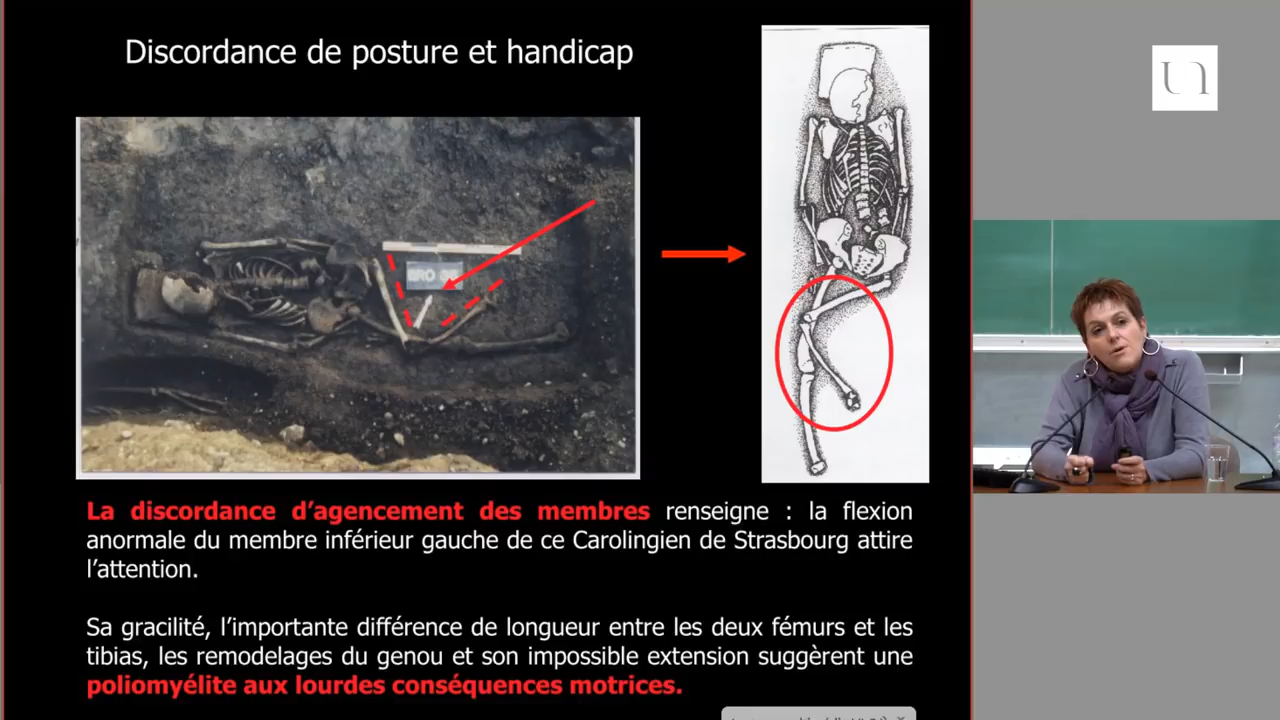 Discordance de posture et handicap
La discordance d’agencement des membres renseigne : la flexion
anormale du membre inférieur gauche de ce Carolingien de Strasbourg attire
l’attention.
Sa gracilité, l’importante différence de longueur entre les deux fémurs et les
tibias, les remodelages du genou et son impossible extension suggèrent une
poliomyélite aux lourdes conséquences motrices.